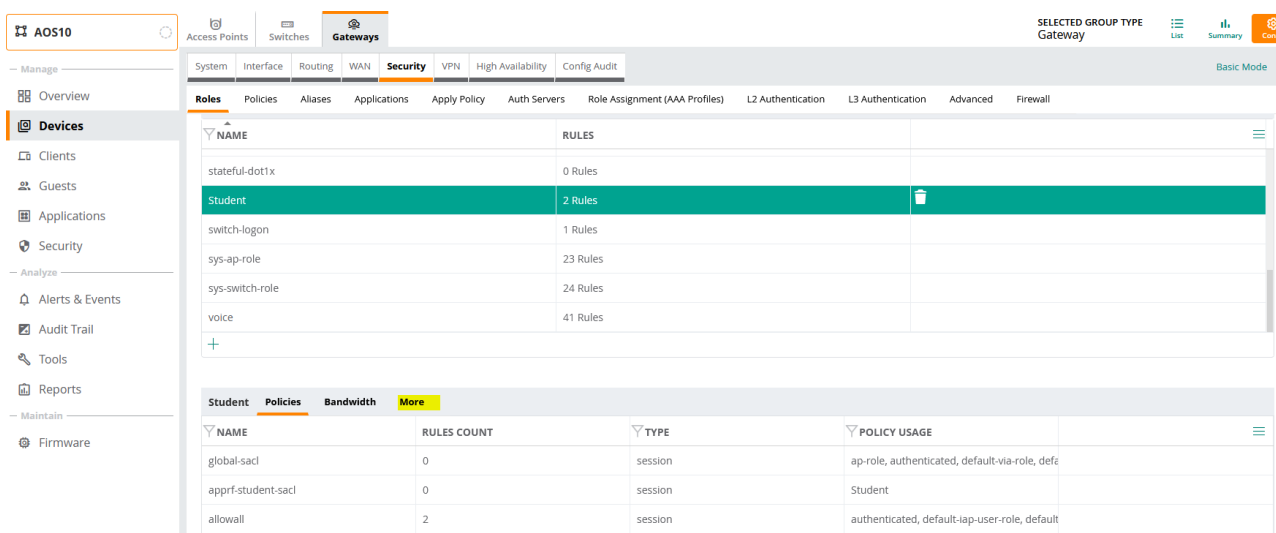 AOS10
Access Points
Switches
Gateways
SELECTED GROUP TYPE
Gateway
List
Summary
Manage
System Interface Routing WAN Security VPN High Availability Config Audit
Basic Mode
Overview
Roles Policies Aliases Applications Apply Policy Auth Servers Role Assignment (AAA Profiles) L2 Authentication L3 Authentication Advanced Firewall
Devices
NAME RULES
Clients
stateful-dot1x 0 Rules
Guests
Student 2 Rules
Applications
switch-logon 1 Rules
Security
sys-ap-role 23 Rules
Analyze
sys-switch-role 24 Rules
Alerts & Events
voice 41 Rules
Audit Trail
+
Tools
Reports
Student Policies Bandwidth More
Maintain
NAME RULES COUNT TYPE POLICY USAGE
Firmware
global-sacl 0 session ap-role, authenticated, default-via-role, defa
apprf-student-sacl 0 session Student
allowall 2 session authenticated, default-iap-user-role, default